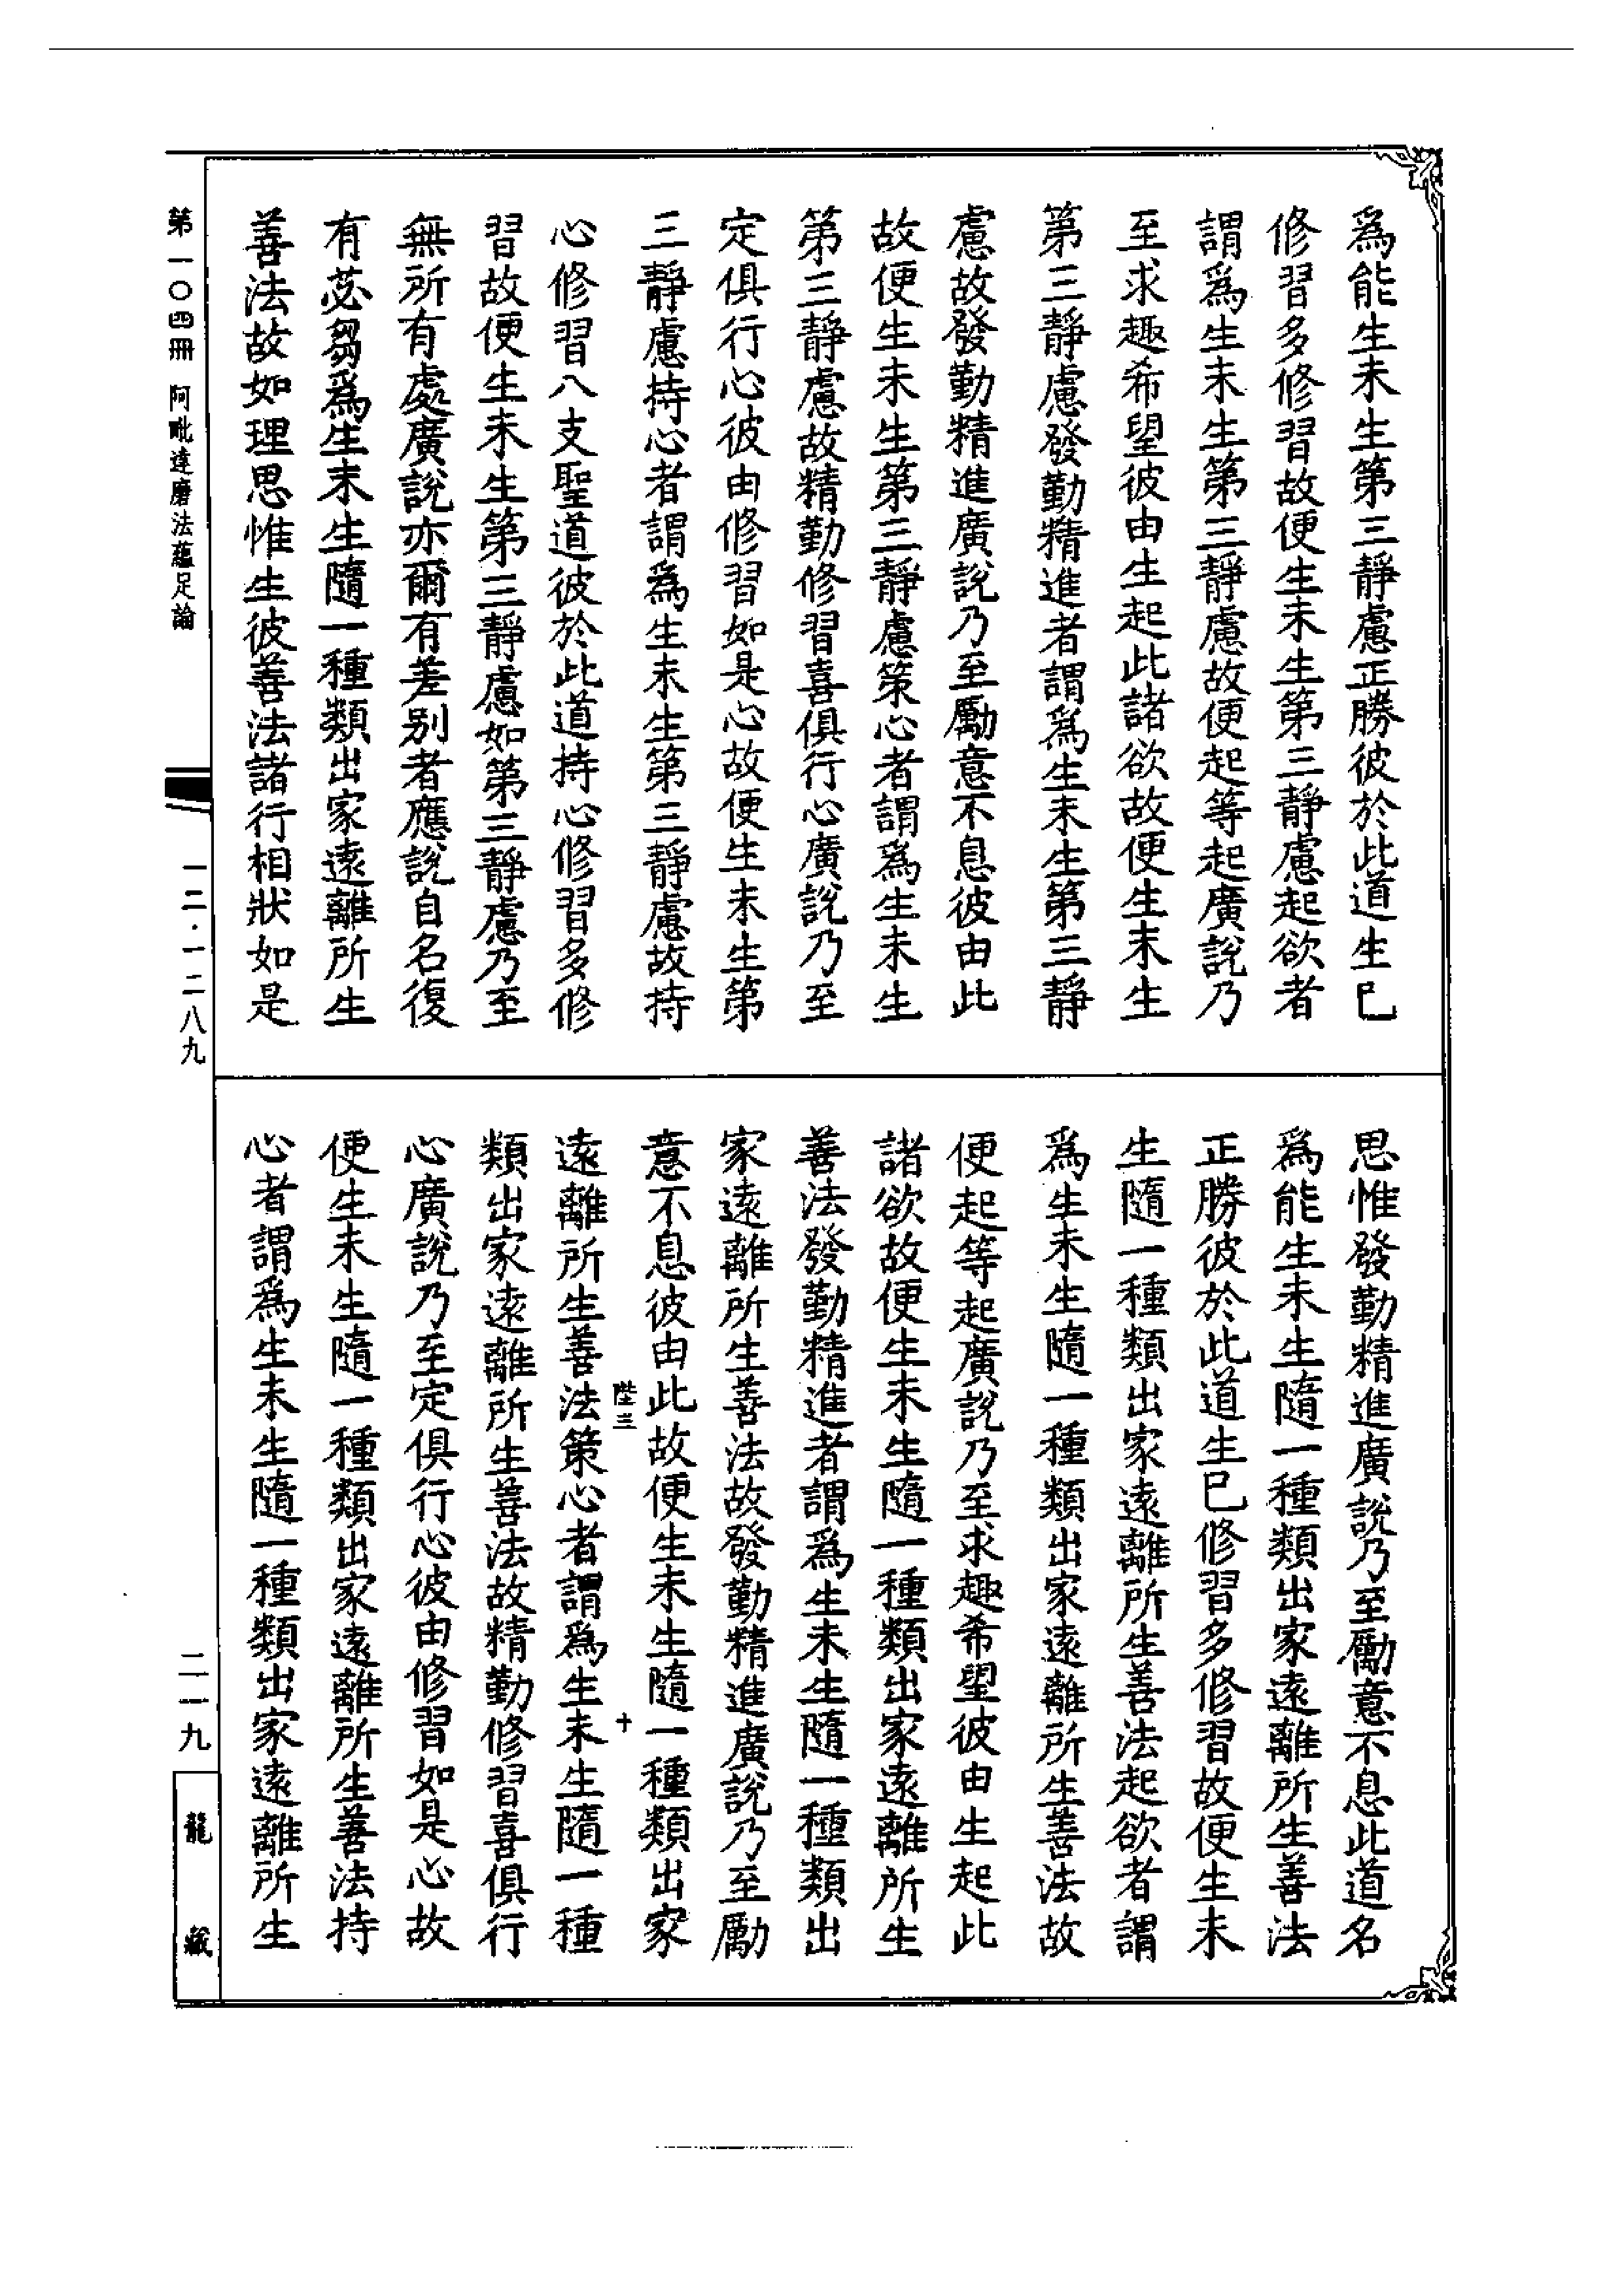 爲能生未生第三靜慮正勝彼於此道生已
修習多修習故便生未生第三靜慮起欲者
謂爲生未生第三靜慮故便起等起廣說乃
至求趣希望彼由生起此諸欲故便生未生
第三靜慮發勤精進者謂爲生未生第三靜
慮故發勤精進廣說乃至勵意不息彼由此
故便生未生第三靜慮策心者謂爲生未生
第三靜慮故精勤修習喜俱行心廣說乃至
定俱行心彼由修習如是心故便生未生第
三靜慮持心者謂爲生未生第三靜慮故持
心修習八支聖道彼於此道持心修習多修
習故便生未生第三靜慮如第三靜慮乃至
無所有處廣說亦爾有差别者應說自名復
有苾芻爲生未生隨一種類出家遠離所生
善法故如理思惟生彼善法諸行相狀如是
思惟發勤精進廣說乃至勵意不息此道名
爲能生未生隨一種類出家遠離所生善法
正勝彼於此道生已修習多修習故便生未
生隨一種類出家遠離所生善法起欲者謂
爲生未生隨一種類出家遠離所生善法故
便起等起廣說乃至求趣希望彼由生起此
諸欲故便生未生隨一種類出家遠離所生
善法發勤精進者謂爲生未生隨一種類出
家遠離所生善法故發勤精進廣說乃至勵
意不息彼由此故便生未生隨一種類出家
陛三 十
遠離所生善法策心者謂爲生未生隨一種
類出家遠離所生善法故精勤修習喜俱行
心廣說乃至定俱行心彼由修習如是心故
便生未生隨一種類出家遠離所生善法持
心者謂爲生未生隨一種類出家遠離所生
第一〇四冊 阿毗達磨法蘊足論
一二·一二八九
二一九
龍藏